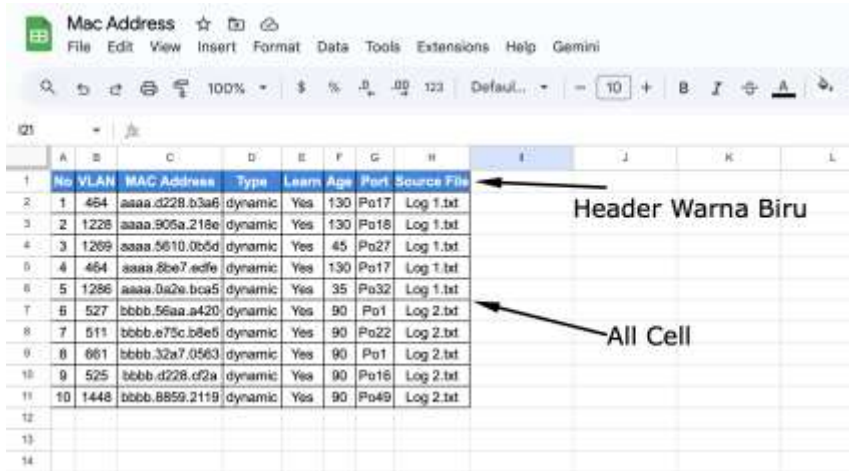 Mac Address
File Edit View Insert Format Data Tools Extensions Help Gemini
100% $ % .0 .00 123 Defaul... 10 B I A
I21 fx
A B C D E F G H I J K L
1 No VLAN MAC Address Type Learn Age Port Source File
2 1 464 aaaa.d228.b3a6 dynamic Yes 130 Po17 Log 1.txt
Header Warna Biru
3 2 1228 aaaa.905a.218e dynamic Yes 130 Po18 Log 1.txt
4 3 1269 aaaa.5610.0b5d dynamic Yes 45 Po27 Log 1.txt
5 4 464 aaaa.8be7.edfe dynamic Yes 130 Po17 Log 1.txt
6 5 1286 aaaa.0a2e.bca5 dynamic Yes 35 Po32 Log 1.txt
7 6 527 bbbb.56aa.a420 dynamic Yes 90 Po1 Log 2.txt
8 7 511 bbbb.e75c.b8e5 dynamic Yes 90 Po22 Log 2.txt
All Cell
9 8 661 bbbb.32a7.0563 dynamic Yes 90 Po1 Log 2.txt
10 9 525 bbbb.d228.cf2a dynamic Yes 90 Po16 Log 2.txt
11 10 1448 bbbb.8859.2119 dynamic Yes 90 Po49 Log 2.txt
12
13
14